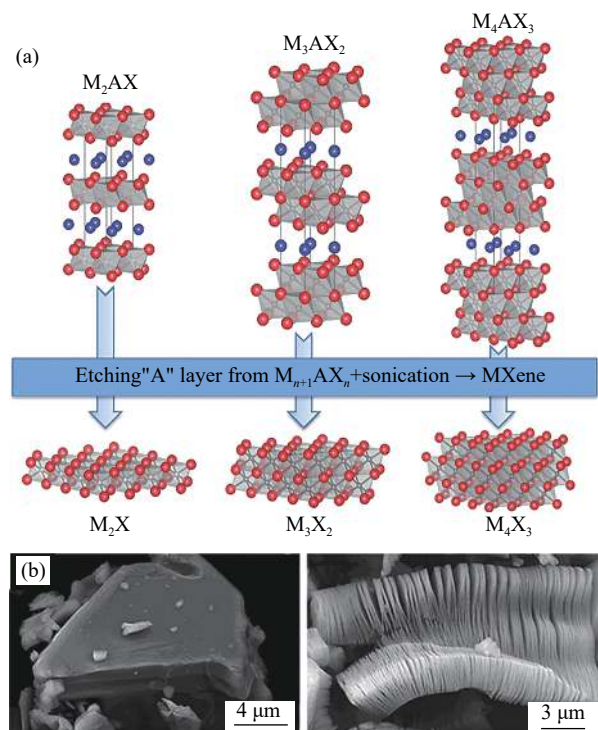 (a)
M₂AX
M₃AX₂
M₄AX₃
Etching"A" layer from Mₙ₊₁AXₙ+sonication → MXene
M₂X
M₃X₂
M₄X₃
(b)
4 μm
3 μm